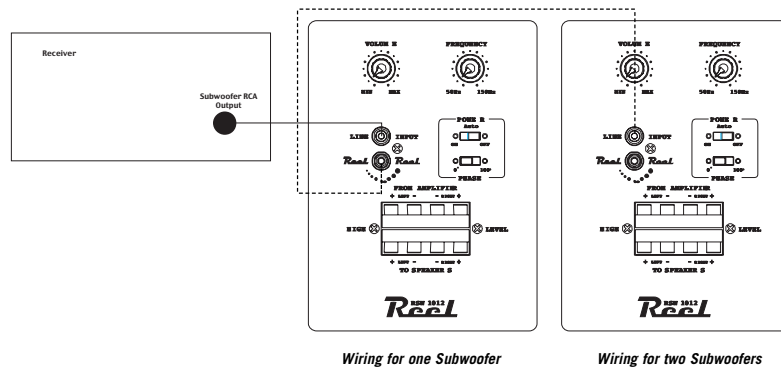 Receiver
Subwoofer RCA
Output
VOLUM E
FREQUENCY
MIN MAX
50Hz 150Hz
LINE INPUT
POWE R
Auto
ON OFF
Reel Reel
0° 180°
PHASE
FROM AMPLIFIER
+ LEFT - - RIGHT +
HIGH LEVEL
+ LEFT - - RIGHT +
TO SPEAKER S
RSW 1012
Reel
Wiring for one Subwoofer
VOLUM E
FREQUENCY
MIN MAX
50Hz 150Hz
LINE INPUT
POWE R
Auto
ON OFF
Reel Reel
0° 180°
PHASE
FROM AMPLIFIER
+ LEFT - - RIGHT +
HIGH LEVEL
+ LEFT - - RIGHT +
TO SPEAKER S
RSW 1012
Reel
Wiring for two Subwoofers